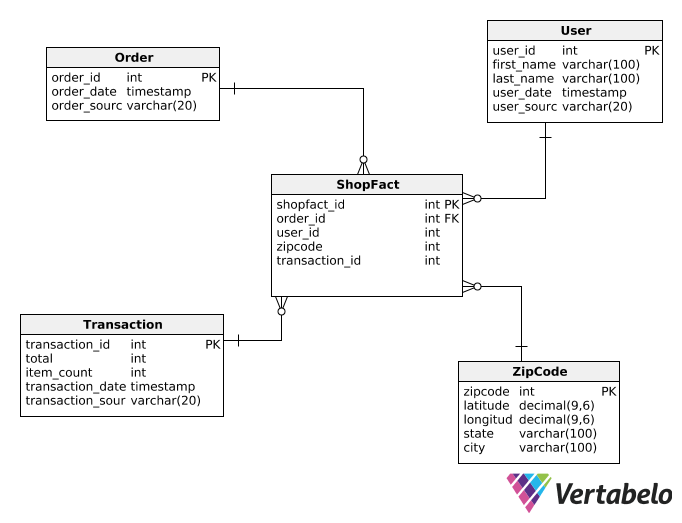 Order
order_id int PK
order_date timestamp
order_sourc varchar(20)
User
user_id int PK
first_name varchar(100)
last_name varchar(100)
user_date timestamp
user_sourc varchar(20)
ShopFact
shopfact_id int PK
order_id int FK
user_id int
zipcode int
transaction_id int
Transaction
transaction_id int PK
total int
item_count int
transaction_date timestamp
transaction_sour varchar(20)
ZipCode
zipcode int PK
latitude decimal(9,6)
longitud decimal(9,6)
state varchar(100)
city varchar(100)
Vertabelo